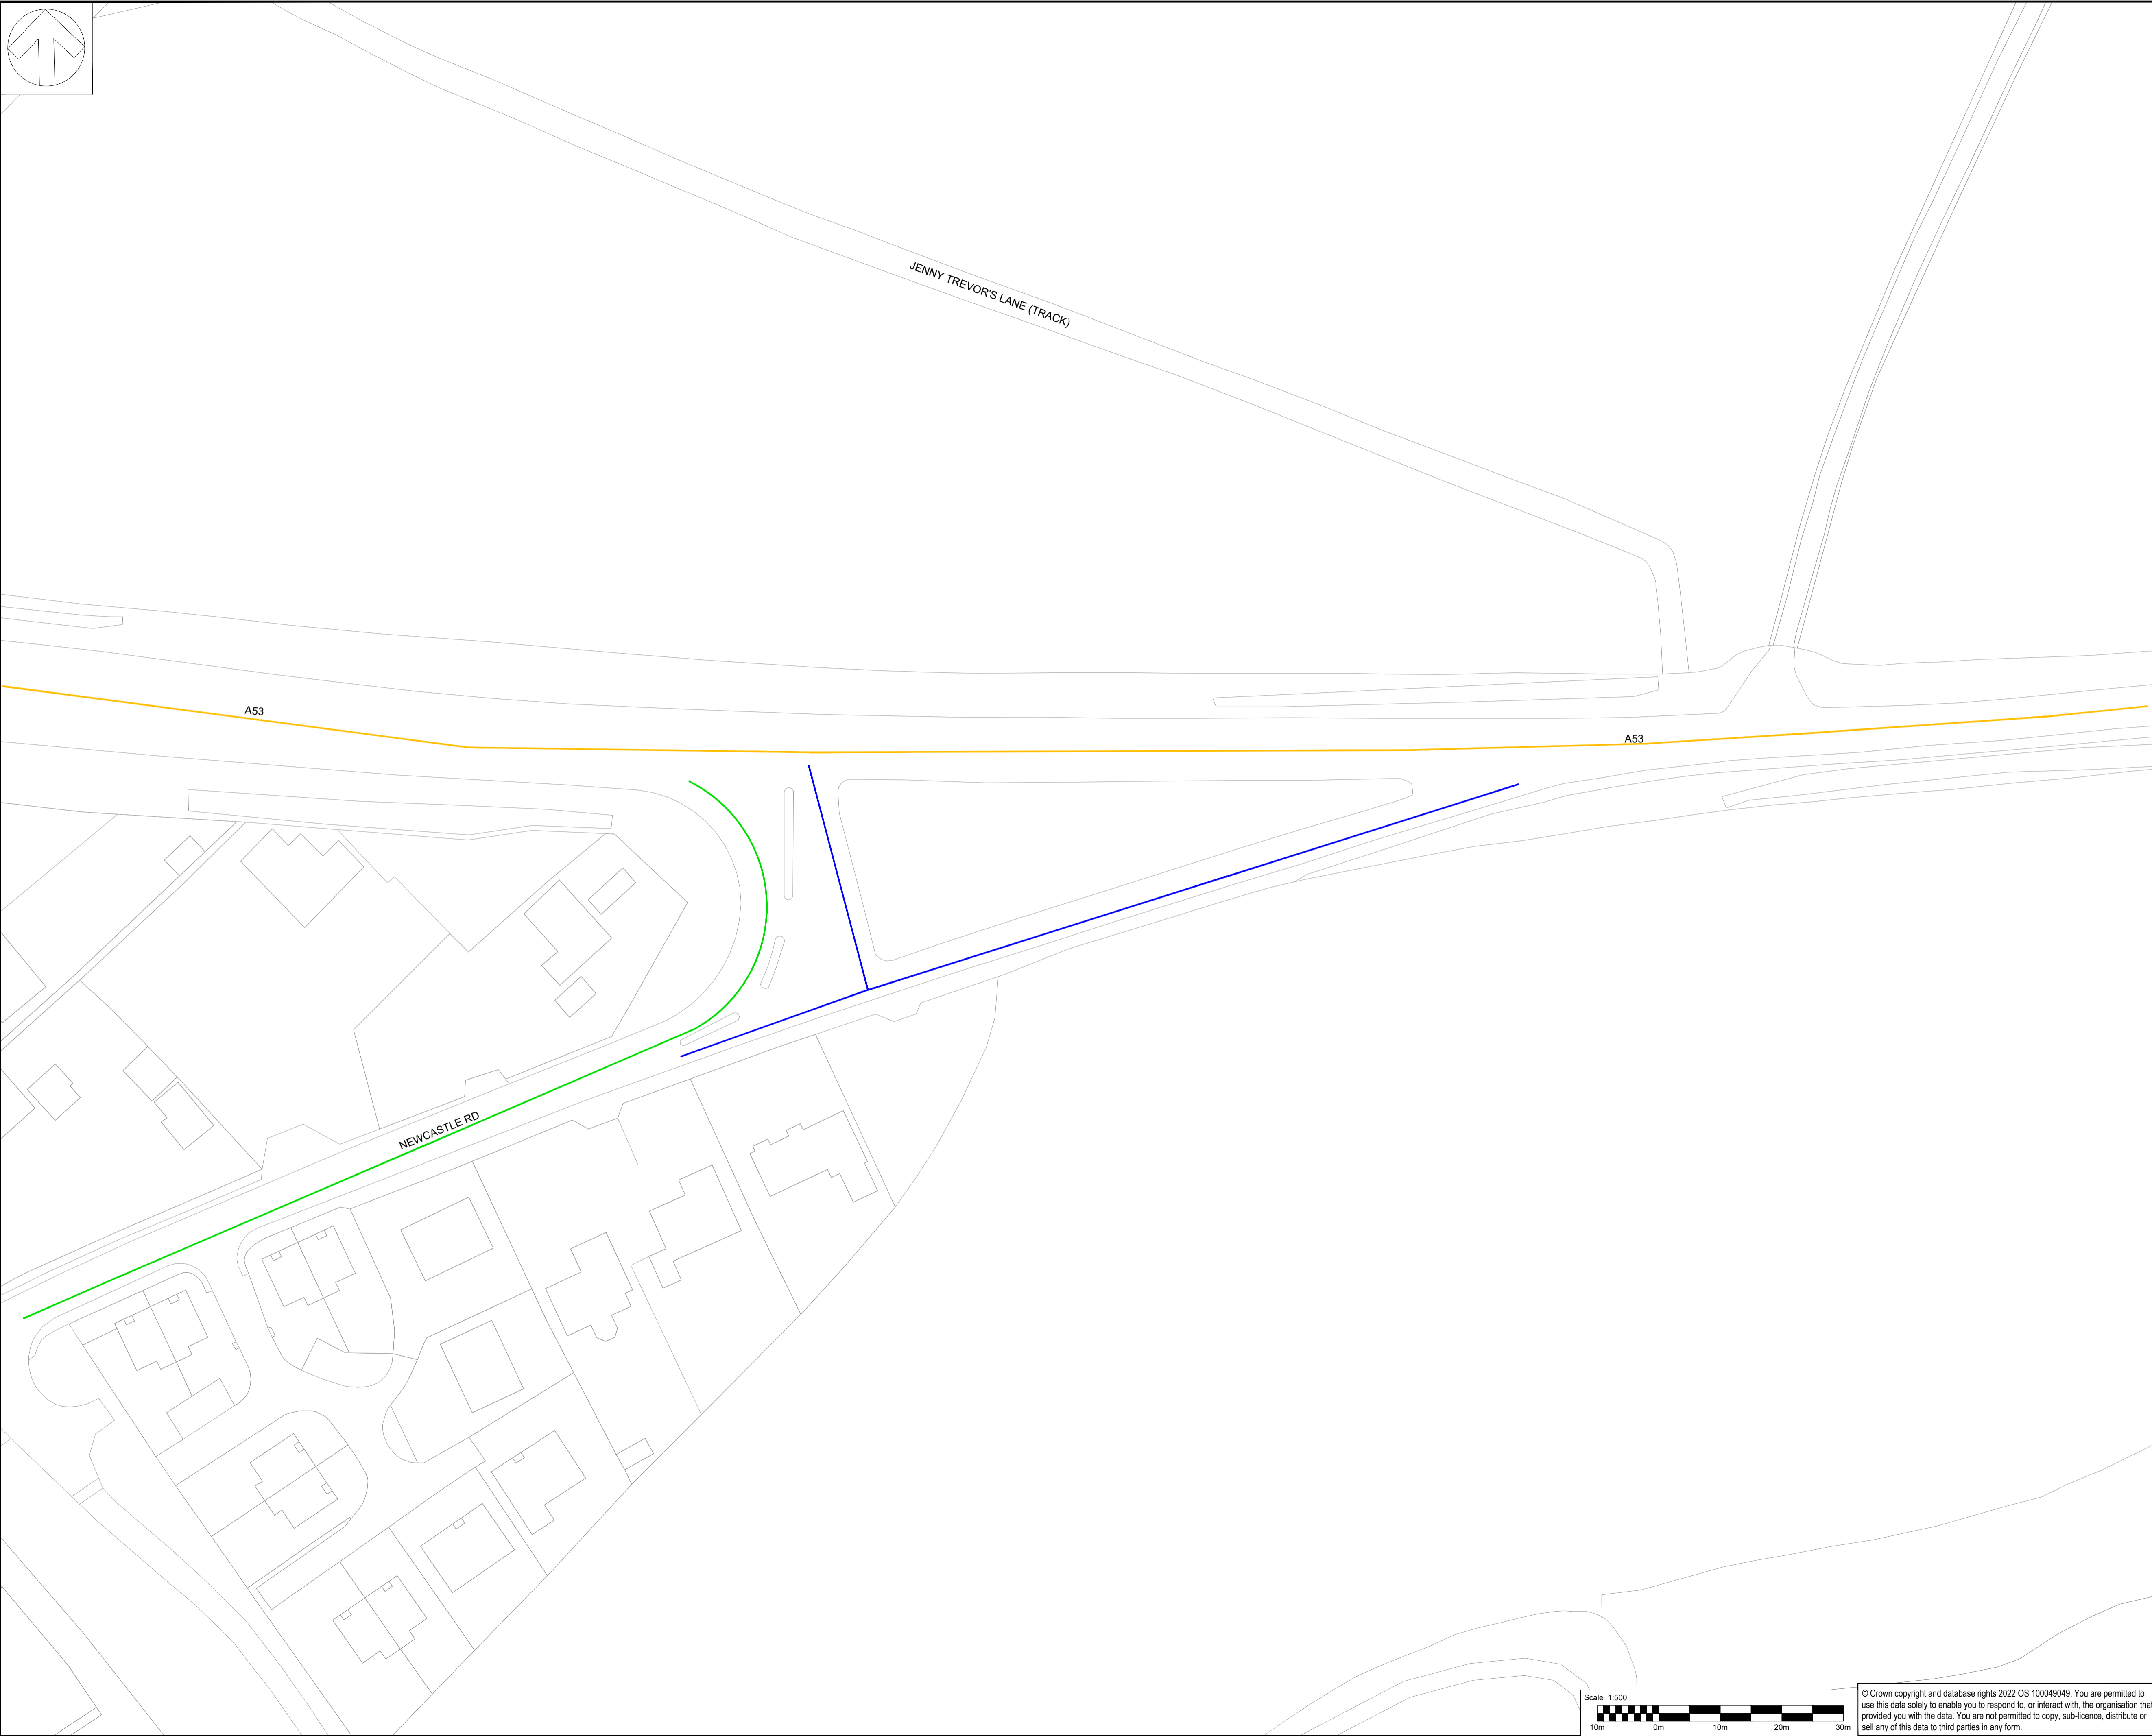 JENNY TREVOR'S LANE (TRACK)
A53
A53
NEWCASTLE RD
Scale 1:500
10m 0m 10m 20m 30m
© Crown copyright and database rights 2022 OS 100049049. You are permitted to
use this data solely to enable you to respond to, or interact with, the organisation that
provided you with the data. You are not permitted to copy, sub-licence, distribute or
sell any of this data to third parties in any form.